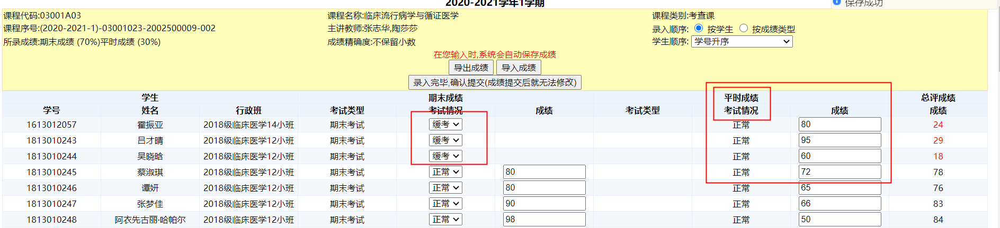 2020-2021学年1学期
保存成功
课程代码:03001A03 课程名称:临床流行病学与循证医学 课程类别:考查课
课程序号:(2020-2021-1)-03001023-2002500009-002 主讲教师:张志华,陶莎莎 录入顺序: 按学生 按成绩类型
所录成绩:期末成绩 (70%)平时成绩 (30%) 成绩精确度:不保留小数 学生顺序: 学号升序
在您输入时,系统会自动保存成绩
导出成绩 导入成绩
录入完毕,确认提交(成绩提交后就无法修改)
学生 期末成绩 平时成绩 总评成绩
学号 姓名 行政班 考试类型 考试情况 成绩 考试类型 考试情况 成绩 成绩
1613012057 霍振亚 2018级临床医学14小班 期末考试 缓考 正常 80 24
1813010243 吕才晴 2018级临床医学12小班 期末考试 缓考 正常 95 29
1813010244 吴晓晗 2018级临床医学12小班 期末考试 缓考 正常 60 18
1813010245 蔡淑琪 2018级临床医学12小班 期末考试 正常 80 正常 72 78
1813010246 谭妍 2018级临床医学12小班 期末考试 正常 80 正常 65 76
1813010247 张梦佳 2018级临床医学12小班 期末考试 正常 90 正常 66 83
1813010248 阿衣先古丽·哈帕尔 2018级临床医学12小班 期末考试 正常 98 正常 50 84